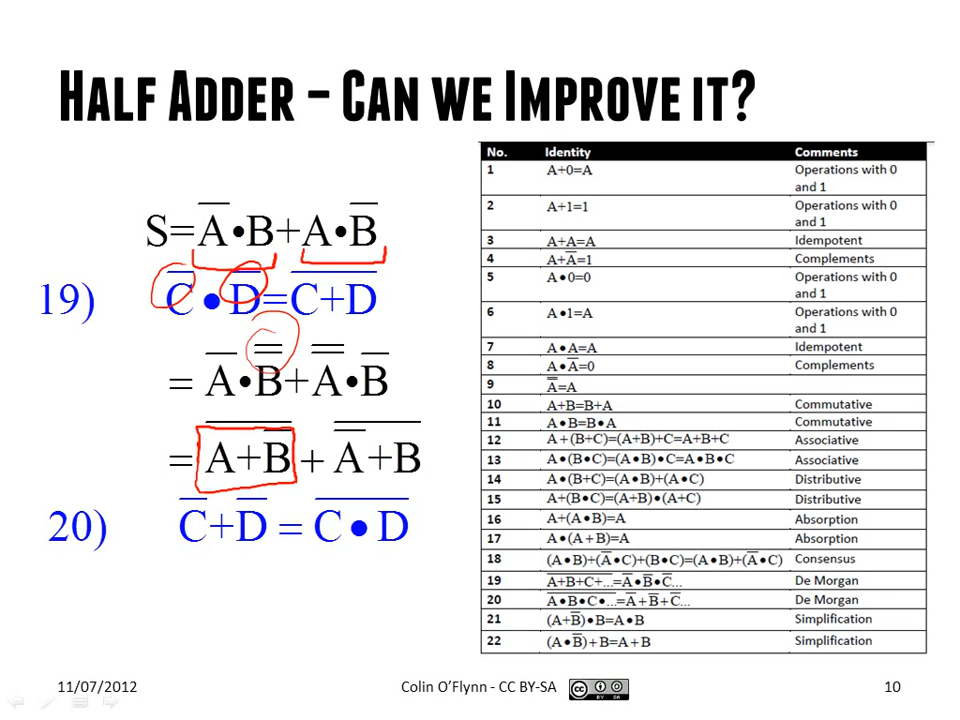 HALF ADDER – CAN WE IMPROVE IT?
S=A̅•B+A•B̅
19) C̅•D̅=C̅+̅D̅
= A̅•B̿+A̿•B̅
= A̅+̅B̿+A̿+̅B̅
20) C̅+D̅=C̅•̅D̅
No. Identity Comments
1 A+0=A Operations with 0 and 1
2 A+1=1 Operations with 0 and 1
3 A+A=A Idempotent
4 A+A̅=1 Complements
5 A•0=0 Operations with 0 and 1
6 A•1=A Operations with 0 and 1
7 A•A=A Idempotent
8 A•A̅=0 Complements
9 A̿=A
10 A+B=B+A Commutative
11 A•B=B•A Commutative
12 A+(B+C)=(A+B)+C=A+B+C Associative
13 A•(B•C)=(A•B)•C=A•B•C Associative
14 A•(B+C)=(A•B)+(A•C) Distributive
15 A+(B•C)=(A+B)•(A+C) Distributive
16 A+(A•B)=A Absorption
17 A•(A+B)=A Absorption
18 (A•B)+(A̅•C)+(B•C)=(A•B)+(A̅•C) Consensus
19 A̅+̅B̅+̅C̅+̅.̅.̅.̅=A̅•B̅•C̅... De Morgan
20 A̅•̅B̅•̅C̅•̅.̅.̅.̅=A̅+B̅+C̅... De Morgan
21 (A+B̅)•B=A•B Simplification
22 (A•B̅)+B=A+B Simplification
11/07/2012 Colin O’Flynn - CC BY-SA cc BY SA 10